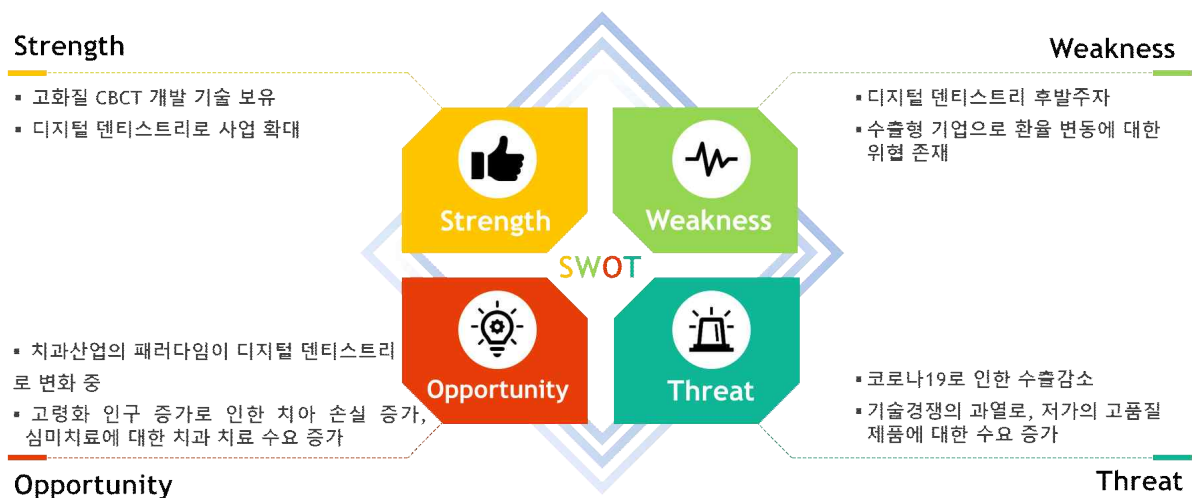 Strength
▪ 고화질 CBCT 개발 기술 보유
▪ 디지털 덴티스트리로 사업 확대
Weakness
▪ 디지털 덴티스트리 후발주자
▪ 수출형 기업으로 환율 변동에 대한
위협 존재
Strength
Weakness
SWOT
Opportunity
Threat
▪ 치과산업의 패러다임이 디지털 덴티스트리
로 변화 중
▪ 고령화 인구 증가로 인한 치아 손실 증가,
심미치료에 대한 치과 치료 수요 증가
Opportunity
▪ 코로나19로 인한 수출감소
▪ 기술경쟁의 과열로, 저가의 고품질
제품에 대한 수요 증가
Threat